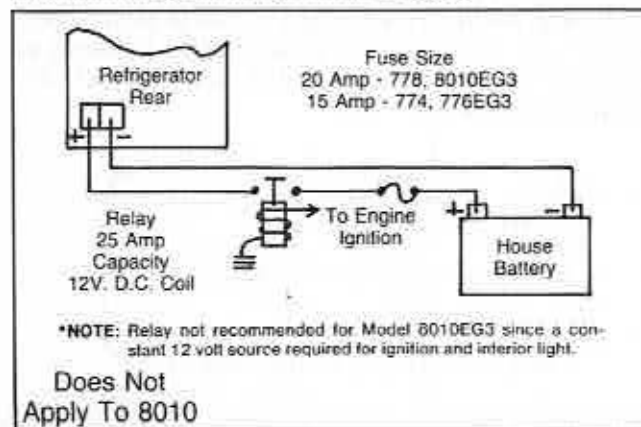 Refrigerator
Rear
+ -
Fuse Size
20 Amp - 778, 8010EG3
15 Amp - 774, 776EG3
Relay
25 Amp
Capacity
12V. D.C. Coil
To Engine
Ignition
+ -
House
Battery
*NOTE: Relay not recommended for Model 8010EG3 since a con-
stant 12 volt source required for ignition and interior light.
Does Not
Apply To 8010